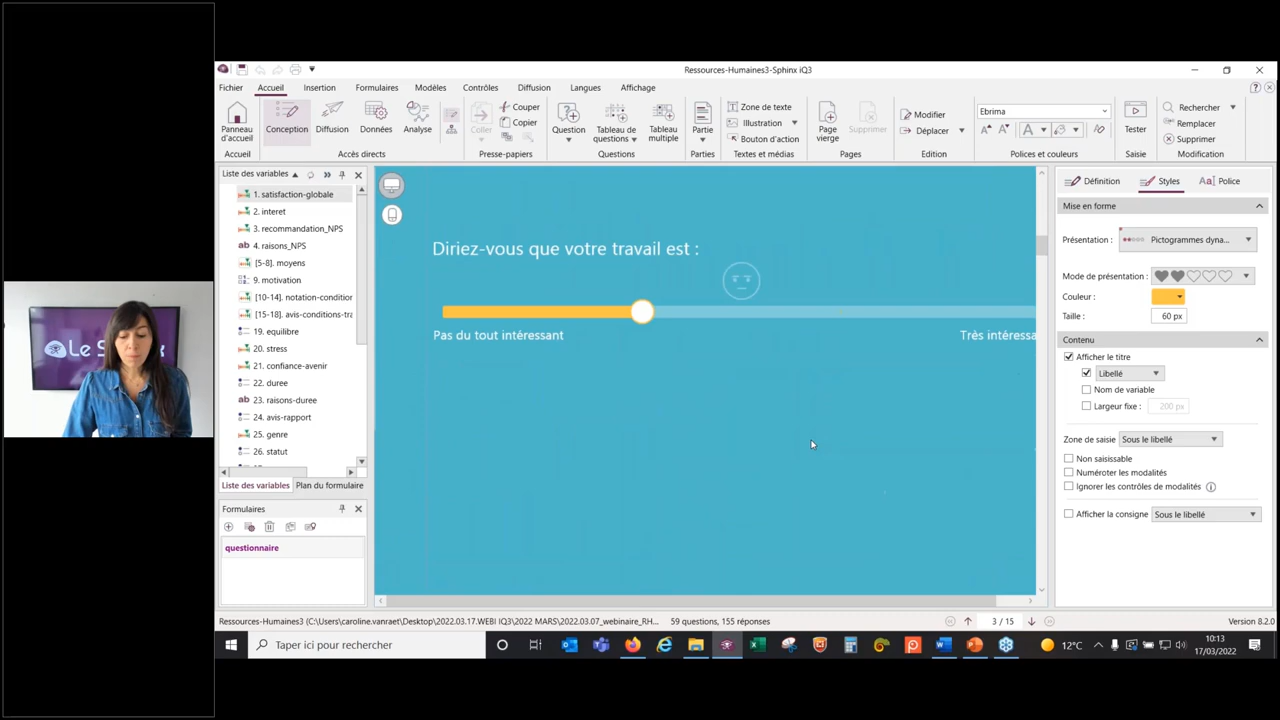 Ressources-Humaines3-Sphinx iQ3
Fichier Accueil Insertion Formulaires Modèles Contrôles Diffusion Langues Affichage
Panneau d'accueil
Conception
Diffusion
Données
Analyse
Coller
Couper
Copier
Question
Tableau de questions
Tableau multiple
Partie
Zone de texte
Illustration
Bouton d'action
Page vierge
Supprimer
Modifier
Déplacer
Ebrima
Tester
Rechercher
Remplacer
Supprimer
Accueil Accès directs Presse-papiers Questions Parties Textes et médias Pages Edition Polices et couleurs Saisie Modification
Liste des variables
1. satisfaction-globale
2. interet
3. recommandation_NPS
ab 4. raisons_NPS
[5-8]. moyens
9. motivation
[10-14]. notation-condition
[15-18]. avis-conditions-tra
19. equilibre
20. stress
21. confiance-avenir
22. duree
ab 23. raisons-duree
24. avis-rapport
25. genre
26. statut
Liste des variables Plan du formulaire
Formulaires
questionnaire
Diriez-vous que votre travail est :
Pas du tout intéressant
Très intéressa
Définition Styles Police
Mise en forme
Présentation : Pictogrammes dyna...
Mode de présentation :
Couleur :
Taille : 60 px
Contenu
Afficher le titre
Libellé
Nom de variable
Largeur fixe : 200 px
Zone de saisie Sous le libellé
Non saisissable
Numéroter les modalités
Ignorer les contrôles de modalités
Afficher la consigne Sous le libellé
Ressources-Humaines3 (C:\Users\caroline.vanraet\Desktop\2022.03.17.WEBI IQ3\2022 MARS\2022.03.07_webinaire_RH... 59 questions, 155 réponses 3 / 15 Version 8.2.0
Taper ici pour rechercher
12°C
10:13
17/03/2022